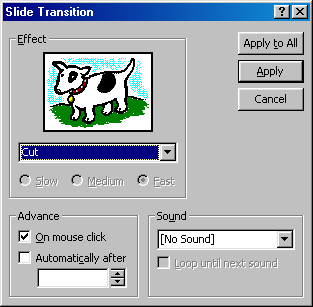 Slide Transition
Effect
Apply to All
Apply
Cancel
Cut
Slow Medium Fast
Advance
On mouse click
Automatically after
Sound
[No Sound]
Loop until next sound